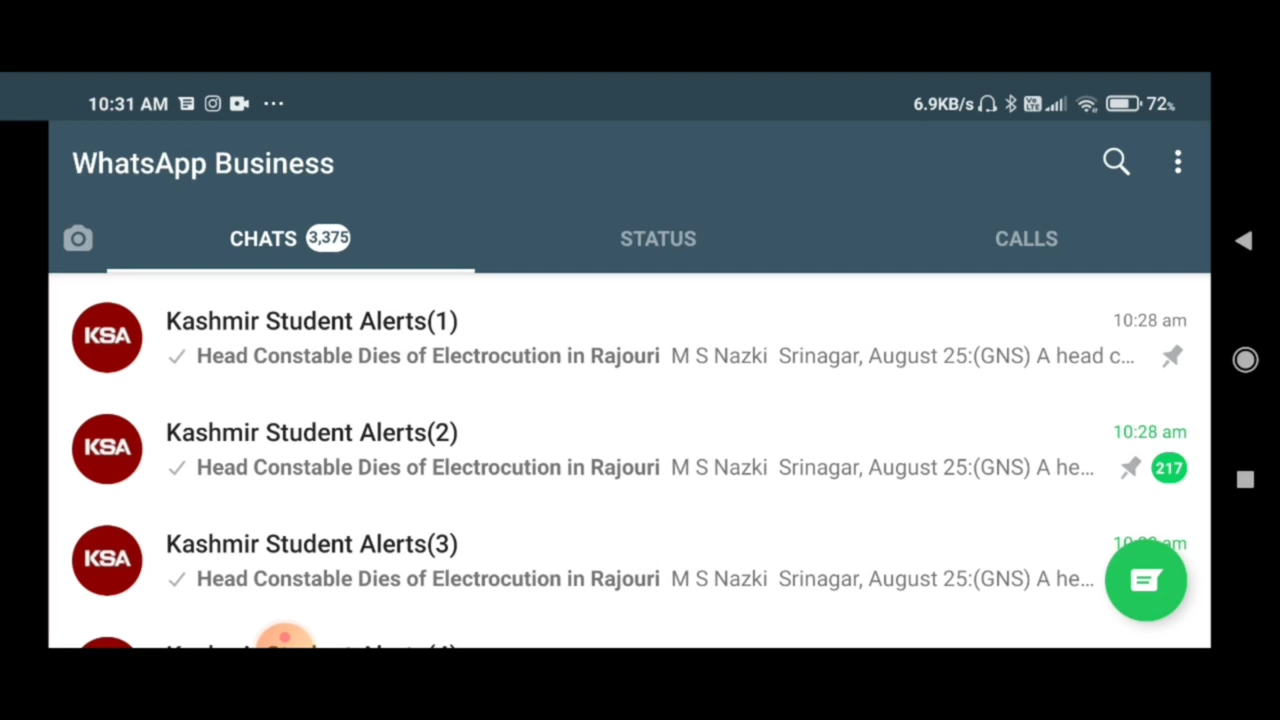 10:31 AM 6.9KB/s 72%
WhatsApp Business
CHATS 3,375 STATUS CALLS
KSA Kashmir Student Alerts(1) 10:28 am
Head Constable Dies of Electrocution in Rajouri M S Nazki Srinagar, August 25:(GNS) A head c...
KSA Kashmir Student Alerts(2) 10:28 am
Head Constable Dies of Electrocution in Rajouri M S Nazki Srinagar, August 25:(GNS) A he... 217
KSA Kashmir Student Alerts(3) am
Head Constable Dies of Electrocution in Rajouri M S Nazki Srinagar, August 25:(GNS) A he...